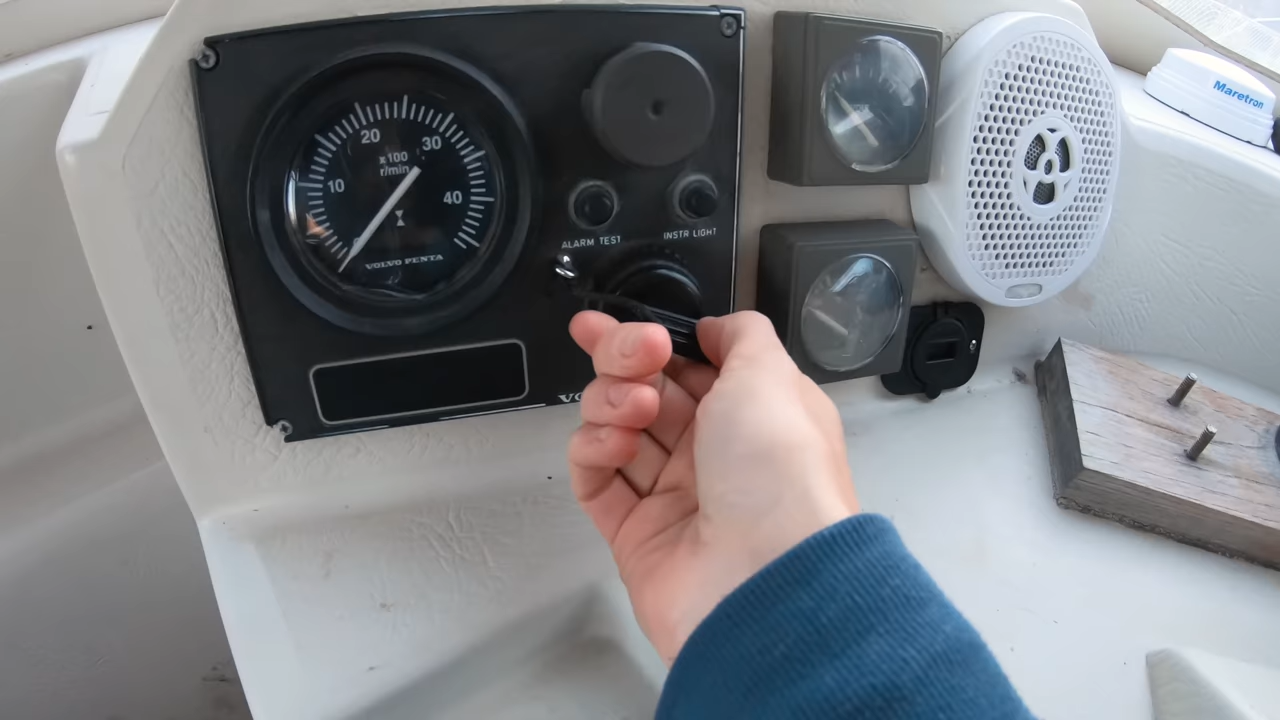 20
30
x100
r/min
10
40
VOLVO PENTA
ALARM TEST
INSTR LIGHT
Maretron